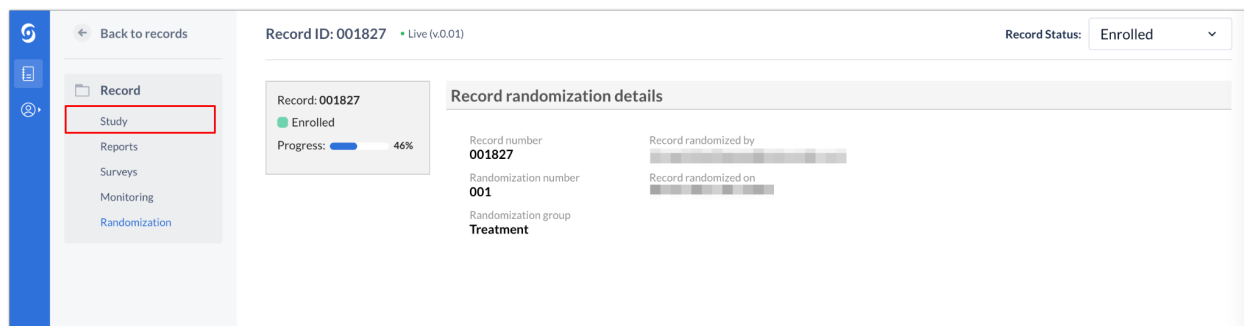 Back to records
Record ID: 001827 • Live (v.0.01)
Record Status: Enrolled
Record
Study
Reports
Surveys
Monitoring
Randomization
Record: 001827
Enrolled
Progress: 46%
Record randomization details
Record number
001827
Record randomized by
Randomization number
001
Record randomized on
Randomization group
Treatment